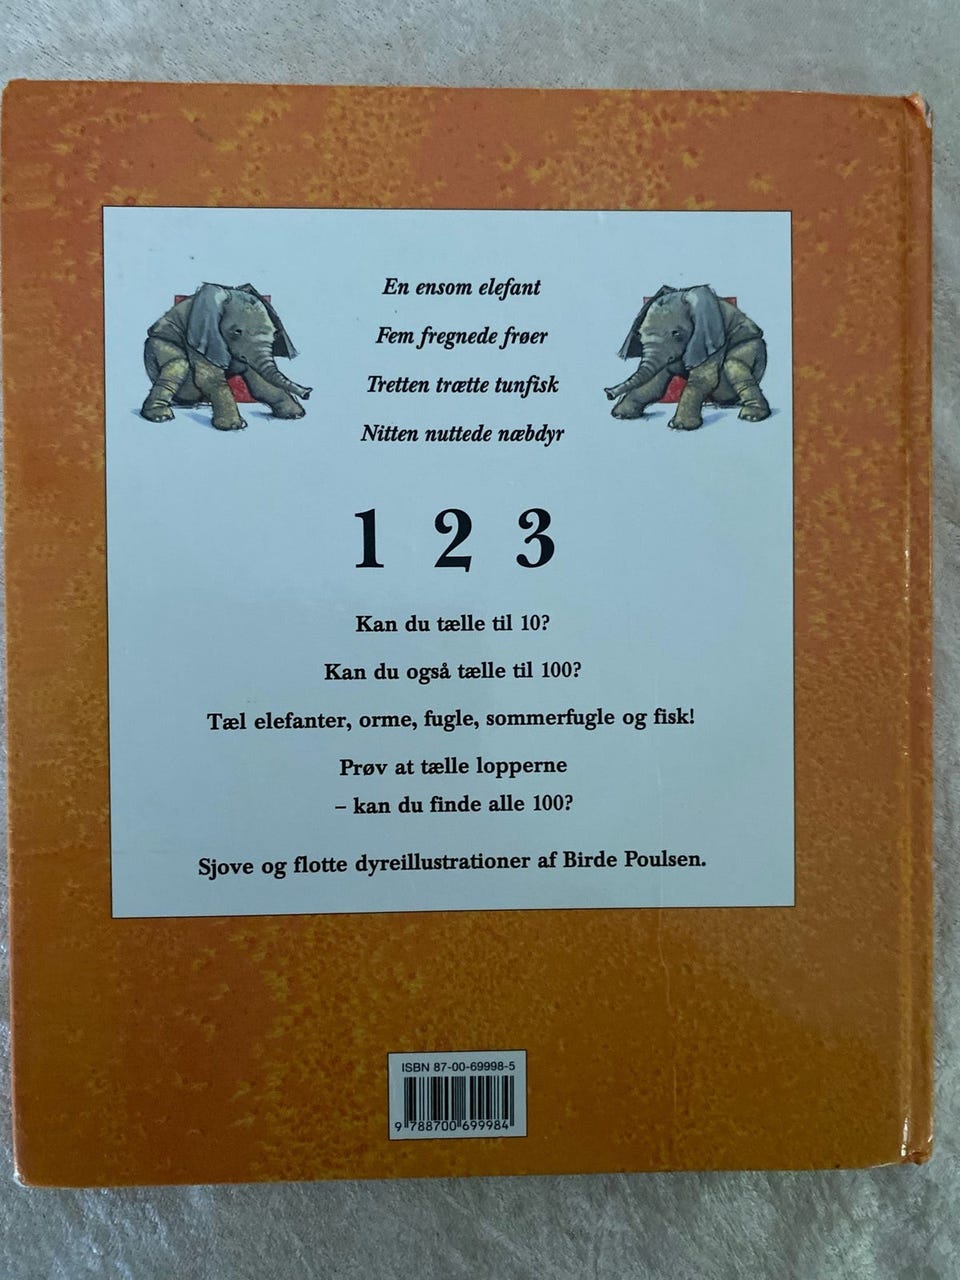 En ensom elefant
Fem fregnede frøer
Tretten trætte tunfisk
Nitten nuttede næbdyr
1 2 3
Kan du tælle til 10?
Kan du også tælle til 100?
Tæl elefanter, orme, fugle, sommerfugle og fisk!
Prøv at tælle lopperne
– kan du finde alle 100?
Sjove og flotte dyreillustrationer af Birde Poulsen.
ISBN 87-00-69998-5
9 788700 699984